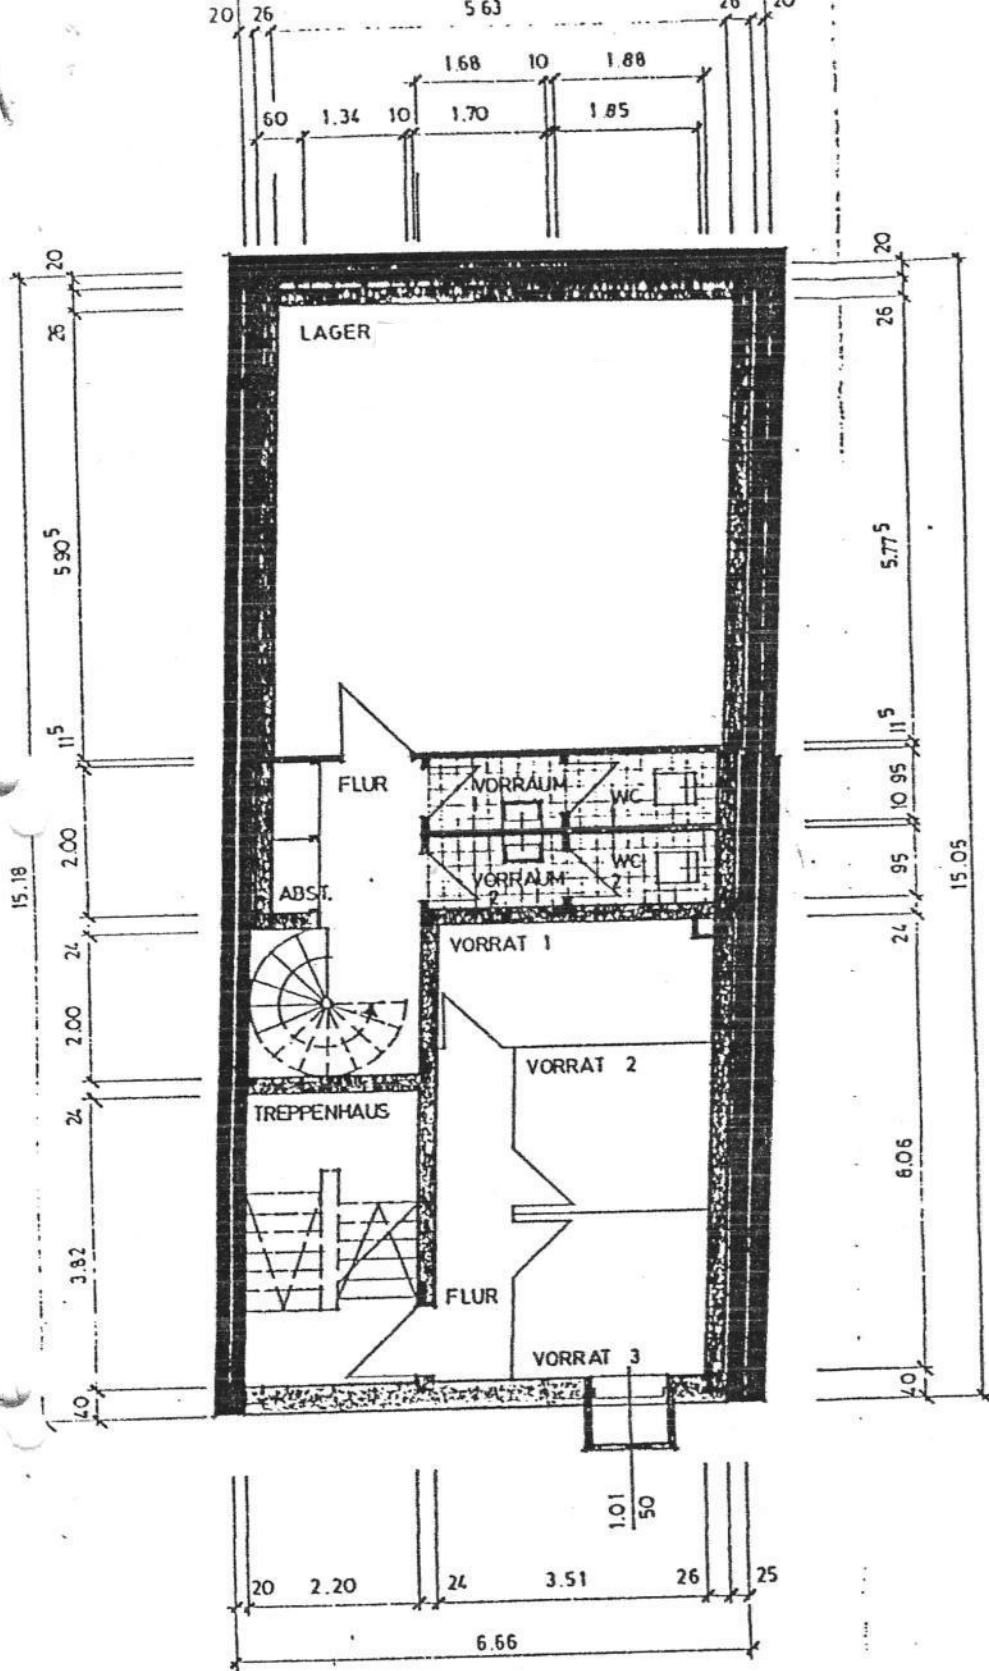 20 26 5 63 26 20
1.68 10 1.88
60 1.34 10 1.70 1.85
20 26 5.90⁵ 11⁵ 2.00 24 2.00 24 3.82 40
15.18
20 26 5.77⁵ 11⁵ 95 10 95 24 6.06 40
15.05
LAGER
FLUR
VORRAUM
1
WC
ABST.
VORRAUM
2
WC
2
VORRAT 1
VORRAT 2
TREPPENHAUS
FLUR
VORRAT 3
1.01
50
20 2.20 24 3.51 26 25
6.66